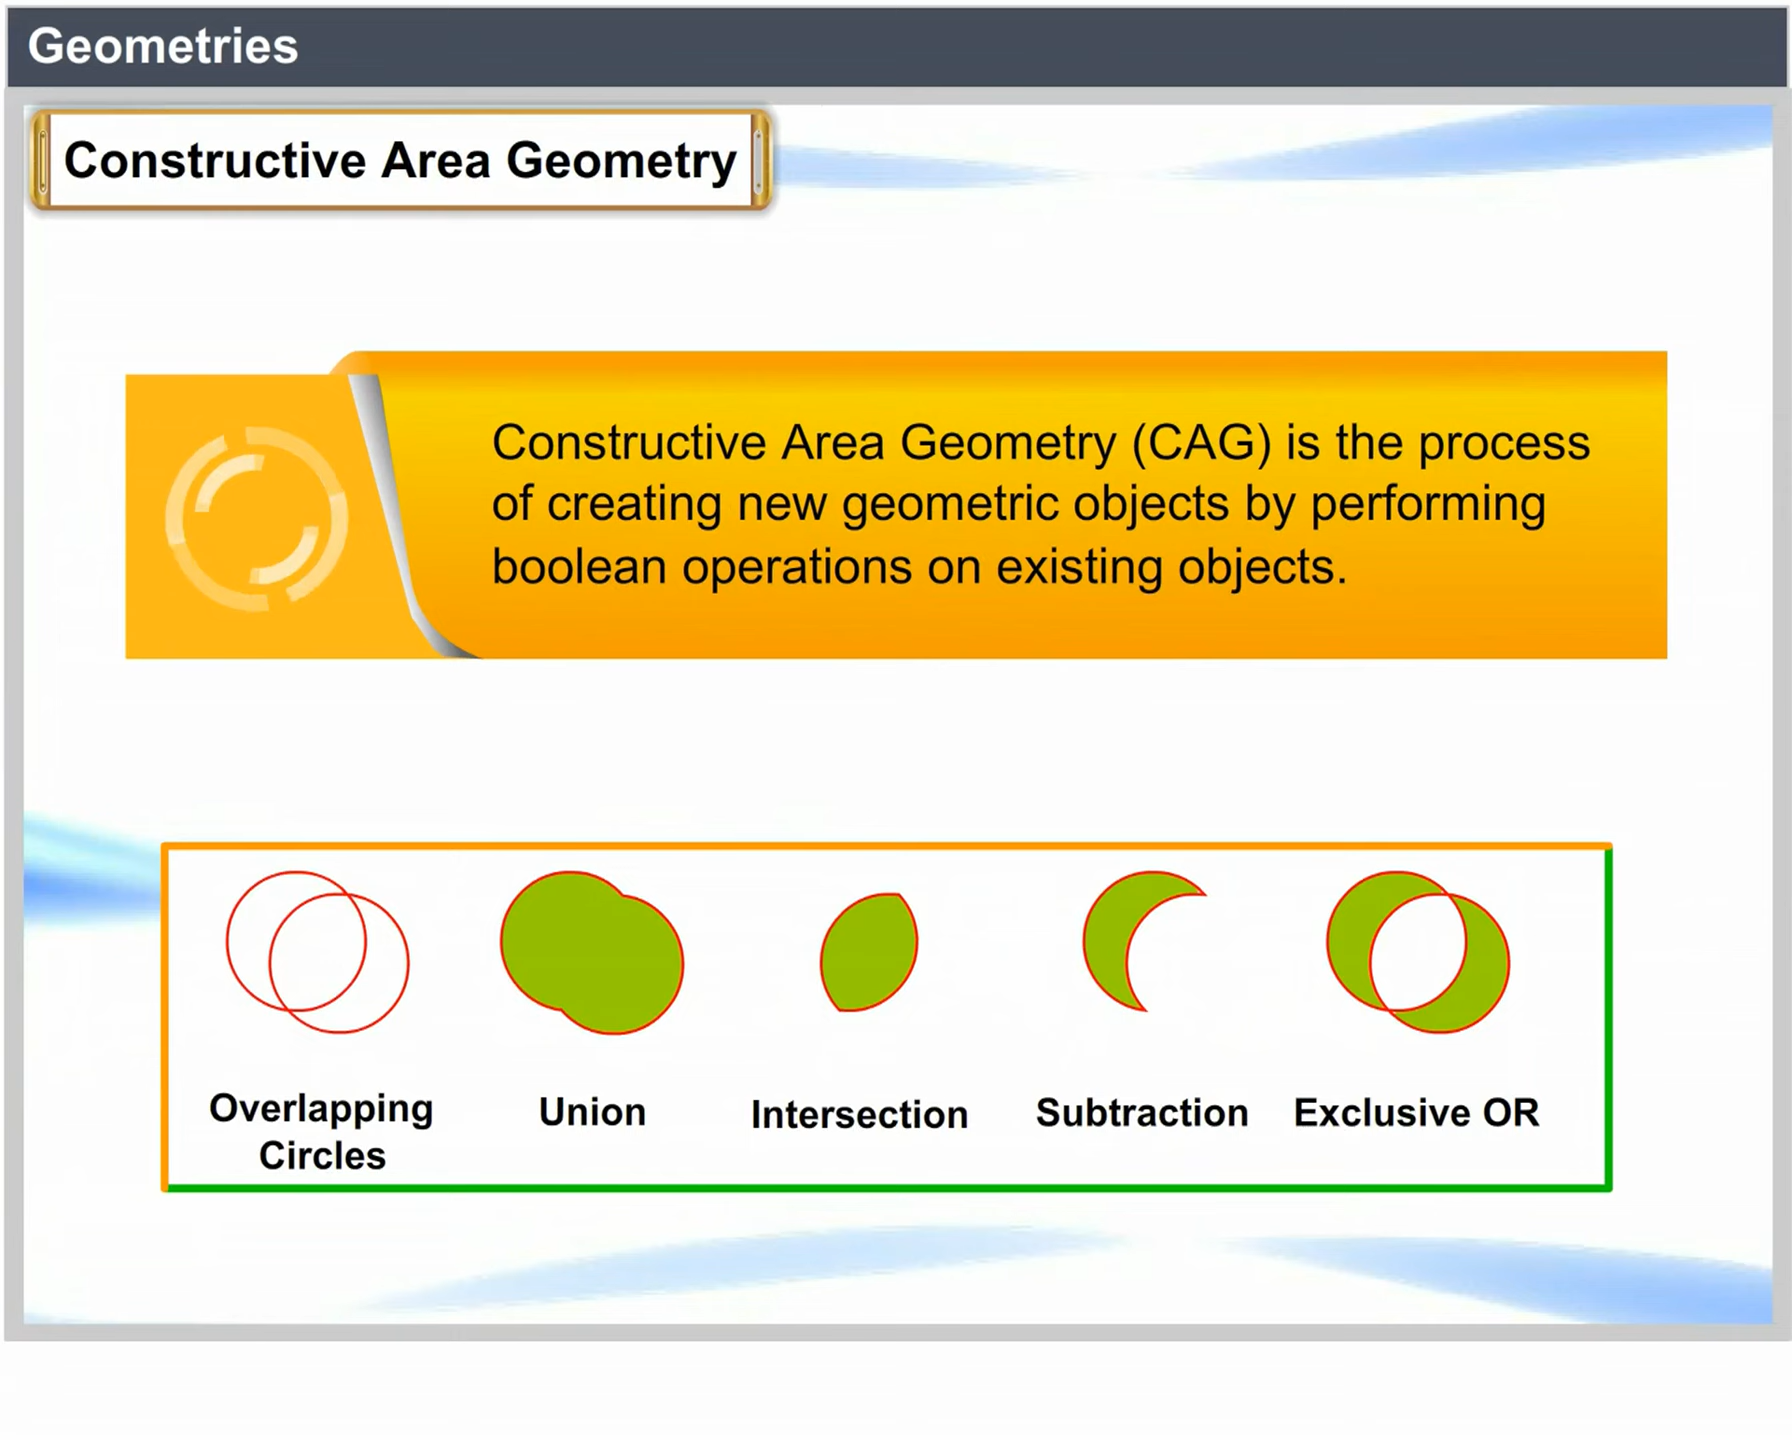 Geometries
Constructive Area Geometry
Constructive Area Geometry (CAG) is the process
of creating new geometric objects by performing
boolean operations on existing objects.
Overlapping
Circles
Union
Intersection
Subtraction
Exclusive OR